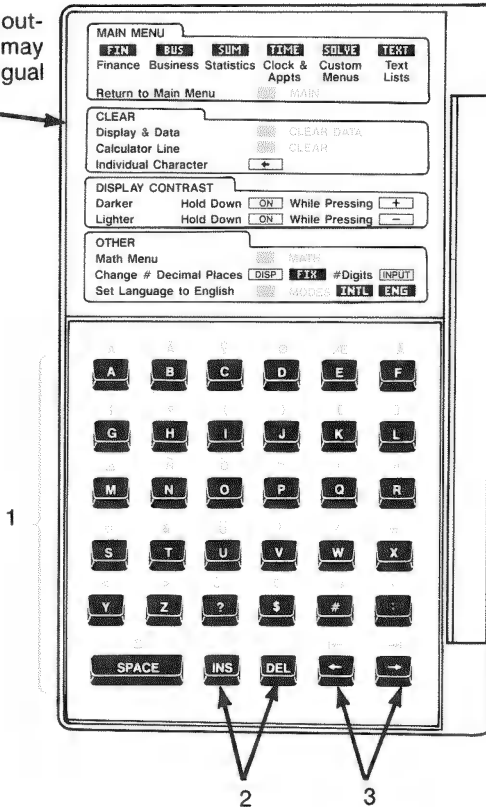 out-
may
gual
MAIN MENU
FIN BUS SUM TIME SOLVE TEXT
Finance Business Statistics Clock & Custom Text
Appts Menus Lists
Return to Main Menu MAIN
CLEAR
Display & Data CLEAR DATA
Calculator Line CLEAR
Individual Character ←
DISPLAY CONTRAST
Darker Hold Down ON While Pressing +
Lighter Hold Down ON While Pressing −
OTHER
Math Menu MATH
Change # Decimal Places DISP FIX #Digits INPUT
Set Language to English MODES INTL ENG
A B C D E F
G H I J K L
M N O P Q R
1
S T U V W X
Y Z ? $ # :
SPACE INS DEL ← →
2 3